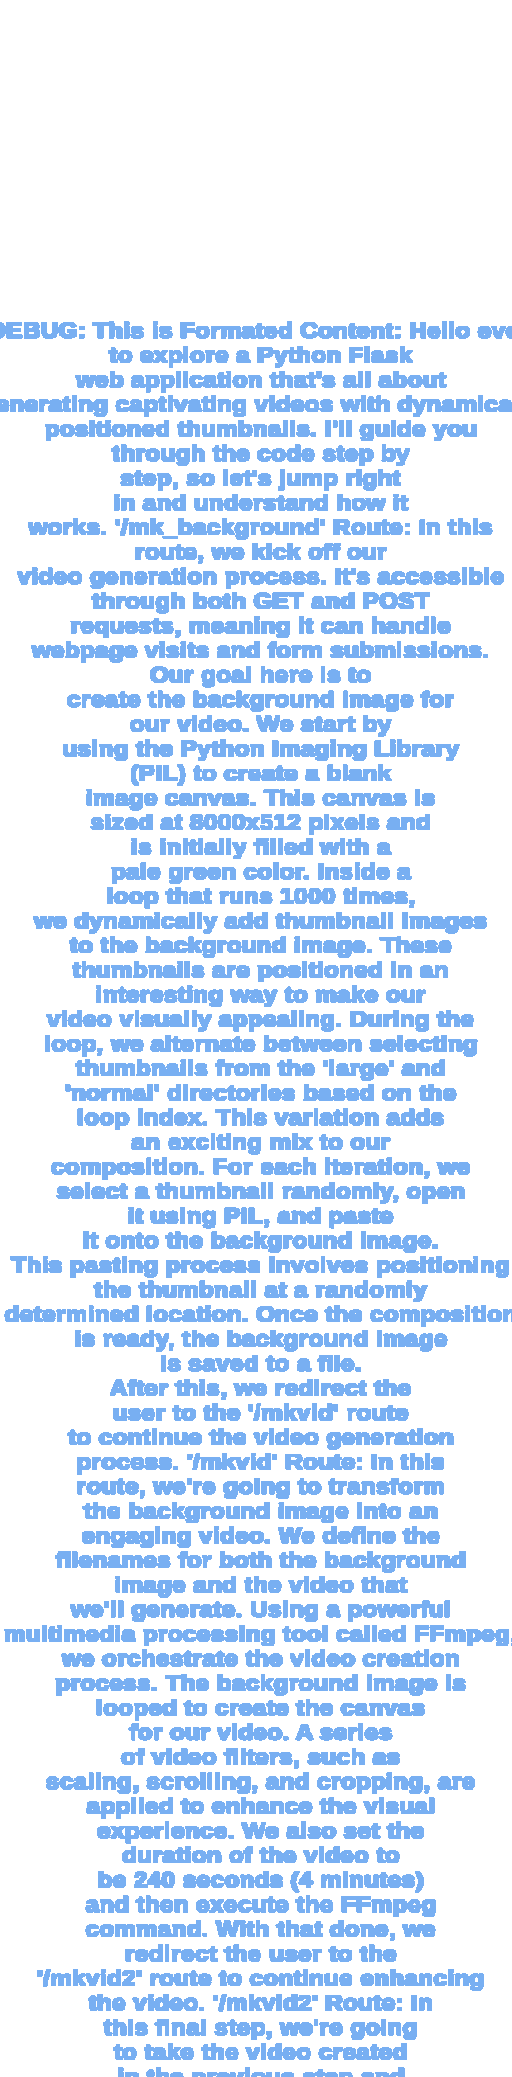 DEBUG: This is Formated Content: Hello eve
to explore a Python Flask
web application that's all about
enerating captivating videos with dynamica
positioned thumbnails. I'll guide you
through the code step by
step, so let's jump right
in and understand how it
works. '/mk_background' Route: In this
route, we kick off our
video generation process. It's accessible
through both GET and POST
requests, meaning it can handle
webpage visits and form submissions.
Our goal here is to
create the background image for
our video. We start by
using the Python Imaging Library
(PIL) to create a blank
image canvas. This canvas is
sized at 8000x512 pixels and
is initially filled with a
pale green color. Inside a
loop that runs 1000 times,
we dynamically add thumbnail images
to the background image. These
thumbnails are positioned in an
interesting way to make our
video visually appealing. During the
loop, we alternate between selecting
thumbnails from the 'large' and
'normal' directories based on the
loop index. This variation adds
an exciting mix to our
composition. For each iteration, we
select a thumbnail randomly, open
it using PIL, and paste
it onto the background image.
This pasting process involves positioning
the thumbnail at a randomly
determined location. Once the composition
is ready, the background image
is saved to a file.
After this, we redirect the
user to the '/mkvid' route
to continue the video generation
process. '/mkvid' Route: In this
route, we're going to transform
the background image into an
engaging video. We define the
filenames for both the background
image and the video that
we'll generate. Using a powerful
multimedia processing tool called FFmpeg,
we orchestrate the video creation
process. The background image is
looped to create the canvas
for our video. A series
of video filters, such as
scaling, scrolling, and cropping, are
applied to enhance the visual
experience. We also set the
duration of the video to
be 240 seconds (4 minutes)
and then execute the FFmpeg
command. With that done, we
redirect the user to the
'/mkvid2' route to continue enhancing
the video. '/mkvid2' Route: In
this final step, we're going
to take the video created
in the previous step and